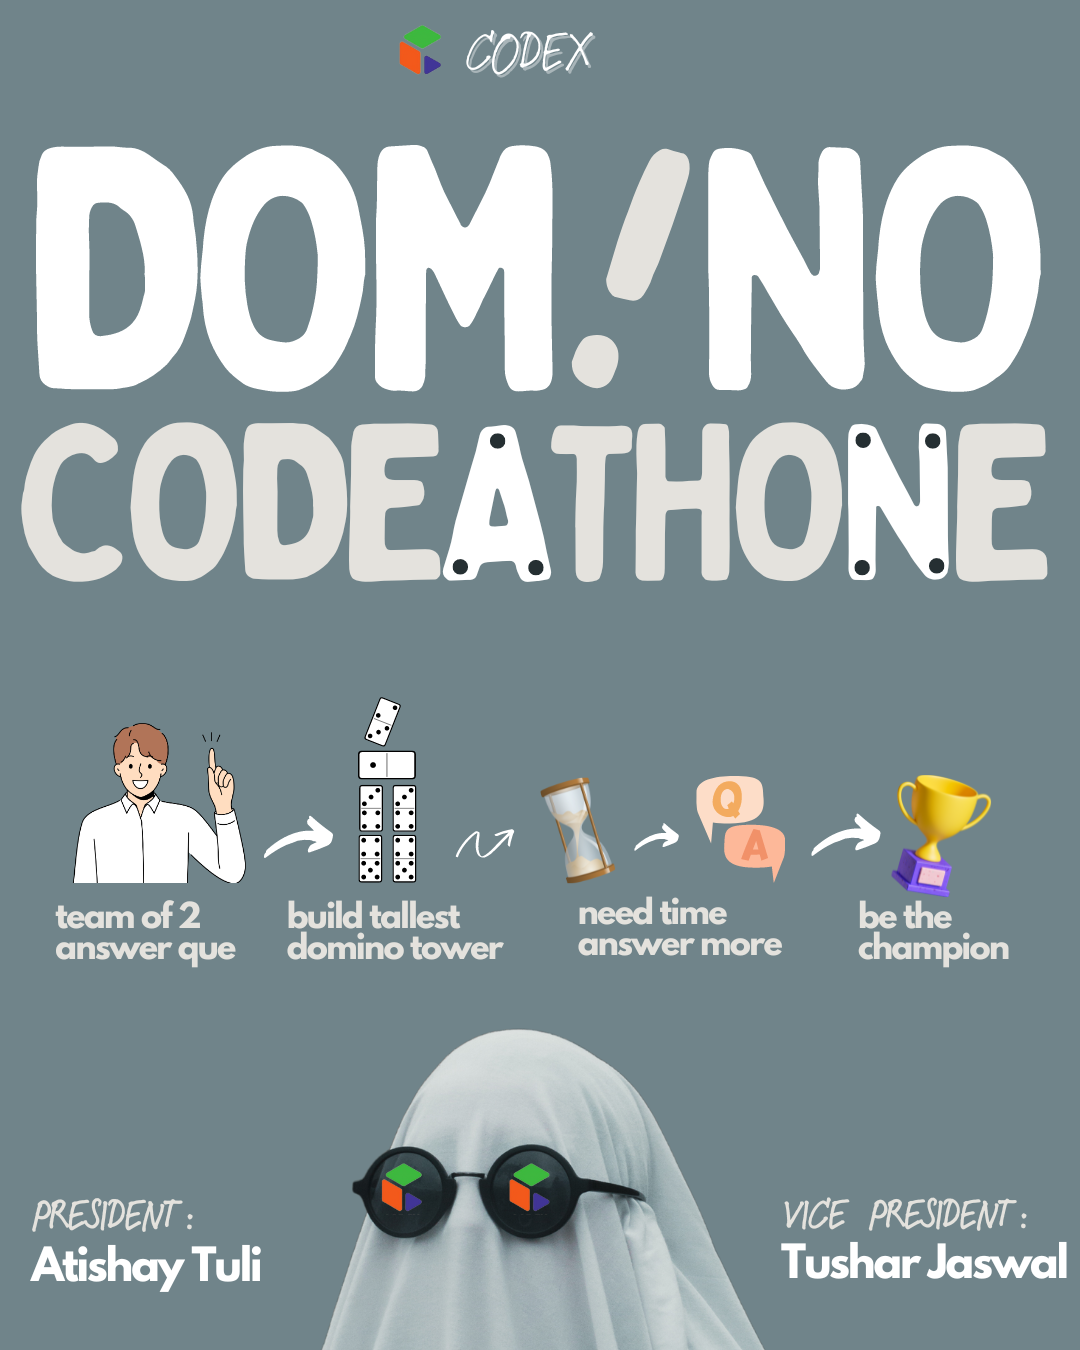 CODEX
DOM!NO
CODEATHONE
Q
A
team of 2
answer que
build tallest
domino tower
need time
answer more
be the
champion
PRESIDENT :
Atishay Tuli
VICE PRESIDENT :
Tushar Jaswal